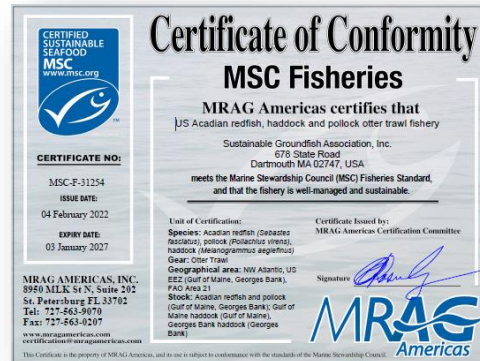 CERTIFIED
SUSTAINABLE
SEAFOOD
MSC
www.msc.org
TM
CERTIFICATE NO:
MSC-F-31254
ISSUE DATE:
04 February 2022
EXPIRY DATE:
03 January 2027
MRAG AMERICAS, INC.
8950 MLK St N, Suite 202
St. Petersburg FL 33702
Tel: 727-563-9070
Fax: 727-563-0207
www.mragamericas.com
certification@mragamericas.com
Certificate of Conformity
MSC Fisheries
MRAG Americas certifies that
US Acadian redfish, haddock and pollock otter trawl fishery
Sustainable Groundfish Association, Inc.
678 State Road
Dartmouth MA 02747, USA
meets the Marine Stewardship Council (MSC) Fisheries Standard,
and that the fishery is well-managed and sustainable.
Unit of Certification:
Species: Acadian redfish (Sebastes
fasciatus), pollock (Pollachius virens),
haddock (Melanogrammus aeglefinus)
Gear: Otter Trawl
Geographical area: NW Atlantic, US
EEZ (Gulf of Maine, Georges Bank),
FAO Area 21
Stock: Acadian redfish and pollock
(Gulf of Maine, Georges Bank); Gulf of
Maine haddock (Gulf of Maine),
Georges Bank haddock (Georges
Bank)
Certificate Issued by:
MRAG Americas Certification Committee
Signature
MRAG
Americas
This Certificate is the property of MRAG Americas, and its use is subject to conformance with the standards of the Marine Stewardship Council.